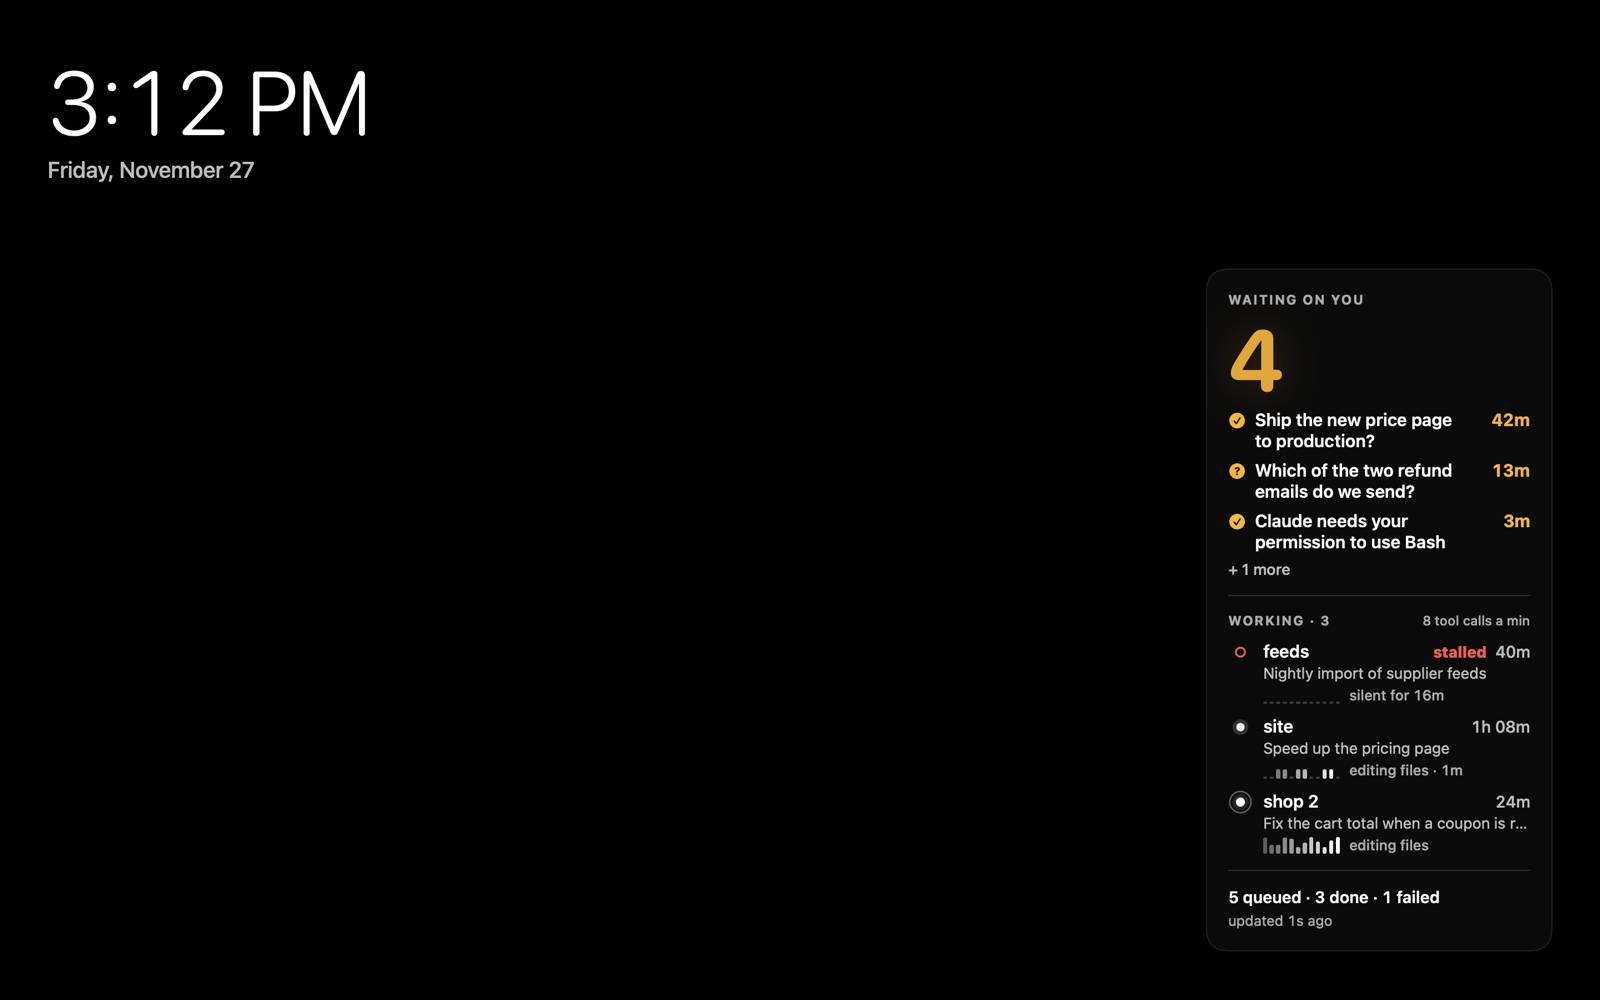 3:12 PM
Friday, November 27
WAITING ON YOU
4
Ship the new price page 42m
to production?
? Which of the two refund 13m
emails do we send?
Claude needs your 3m
permission to use Bash
+ 1 more
WORKING · 3 8 tool calls a min
feeds stalled 40m
Nightly import of supplier feeds
silent for 16m
site 1h 08m
Speed up the pricing page
editing files · 1m
shop 2 24m
Fix the cart total when a coupon is r...
editing files
5 queued · 3 done · 1 failed
updated 1s ago